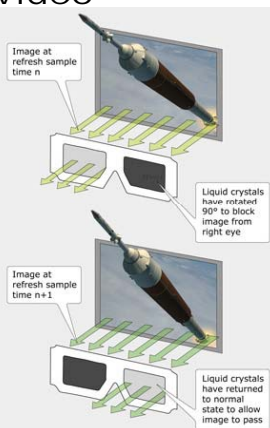 Video
Image at
refresh sample
time n
Liquid crystals
have rotated
90° to block
image from
right eye
Image at
refresh sample
time n+1
Liquid crystals
have returned
to normal
state to allow
image to pass